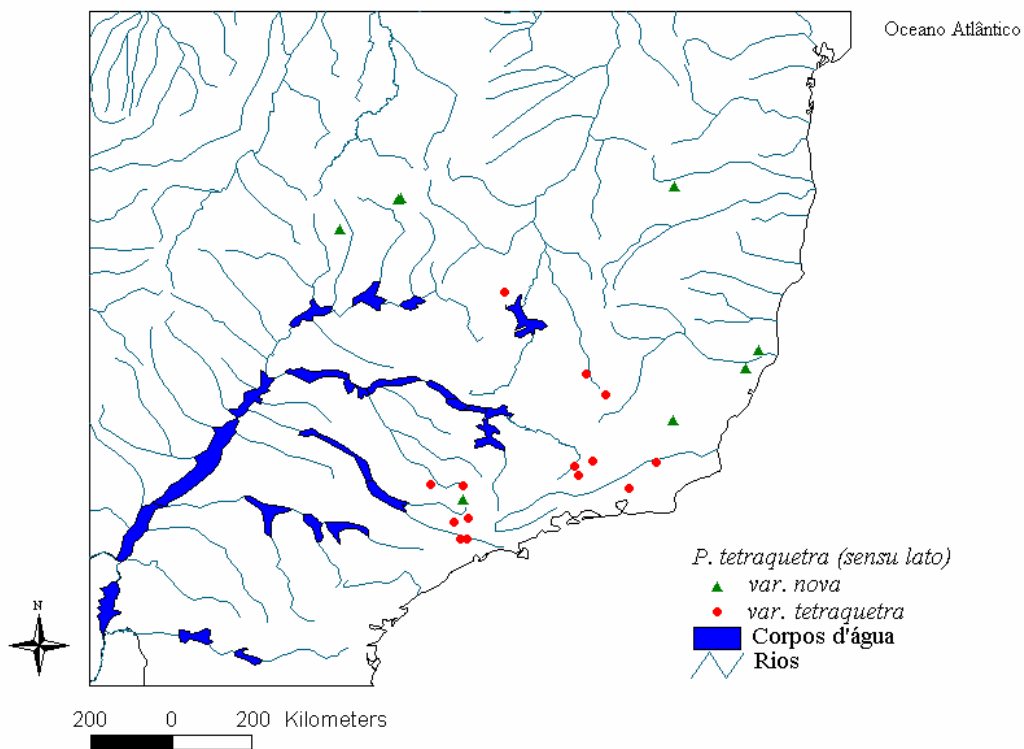 Oceano Atlântico
P. tetraquetra (sensu lato)
var. nova
var. tetraquetra
Corpos d'água
Rios
N
200 0 200 Kilometers